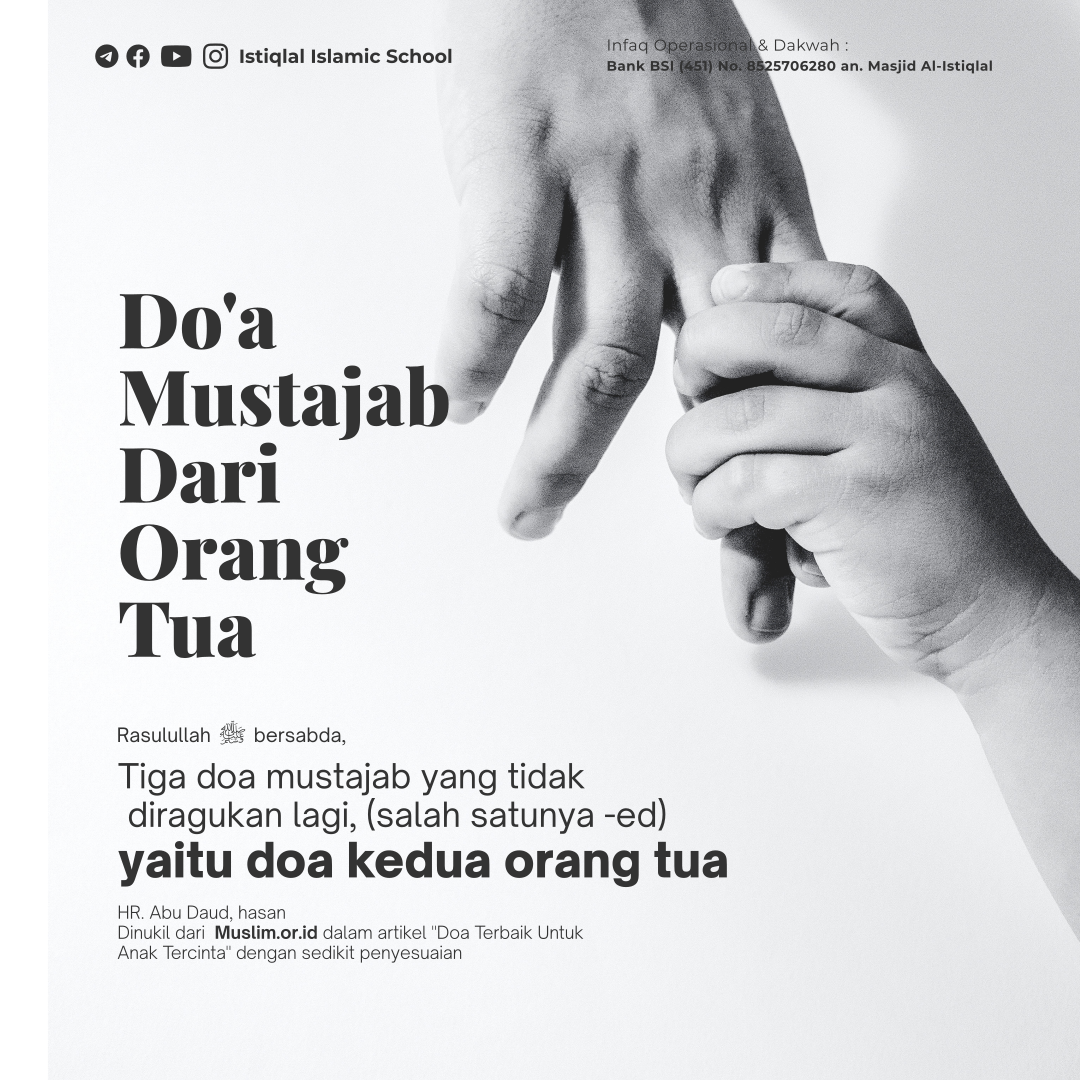 Istiqlal Islamic School
Infaq Operasional & Dakwah :
Bank BSI (451) No. 8525706280 an. Masjid Al-Istiqlal
Do'a
Mustajab
Dari
Orang
Tua
Rasulullah ﷺ bersabda,
Tiga doa mustajab yang tidak
diragukan lagi, (salah satunya -ed)
yaitu doa kedua orang tua
HR. Abu Daud, hasan
Dinukil dari Muslim.or.id dalam artikel "Doa Terbaik Untuk
Anak Tercinta" dengan sedikit penyesuaian